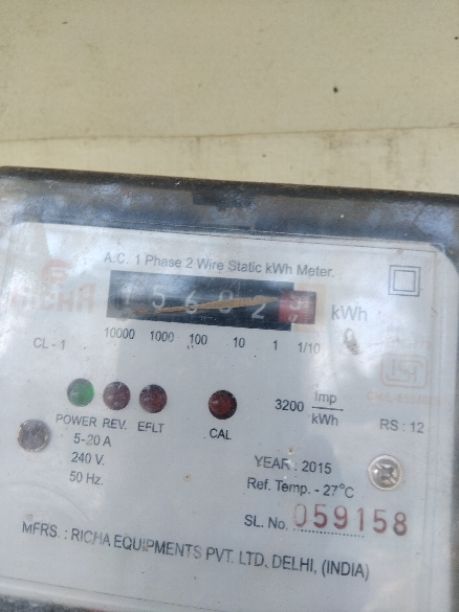 A.C. 1 Phase 2 Wire Static kWh Meter.
RICHA
kWh
10000 1000 100 10 1 1/10
CL - 1
3200 Imp/kWh
POWER REV. EFLT CAL
RS : 12
5-20 A
240 V.
50 Hz.
YEAR : 2015
Ref. Temp. - 27°C
SL. No. 059158
MFRS. : RICHA EQUIPMENTS PVT. LTD. DELHI, (INDIA)